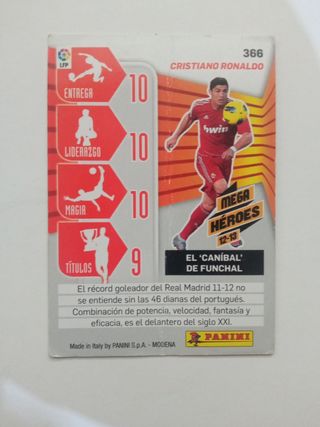 366
CRISTIANO RONALDO
LFP
ENTREGA 10
LIDERAZGO 10
MAGIA 10
TÍTULOS 9
bwin
MEGA
HÉROES
12-13
EL 'CANÍBAL'
DE FUNCHAL
El récord goleador del Real Madrid 11-12 no
se entiende sin las 46 dianas del portugués.
Combinación de potencia, velocidad, fantasía y
eficacia, es el delantero del siglo XXI.
Made in Italy by PANINI S.p.A. - MODENA
PANINI